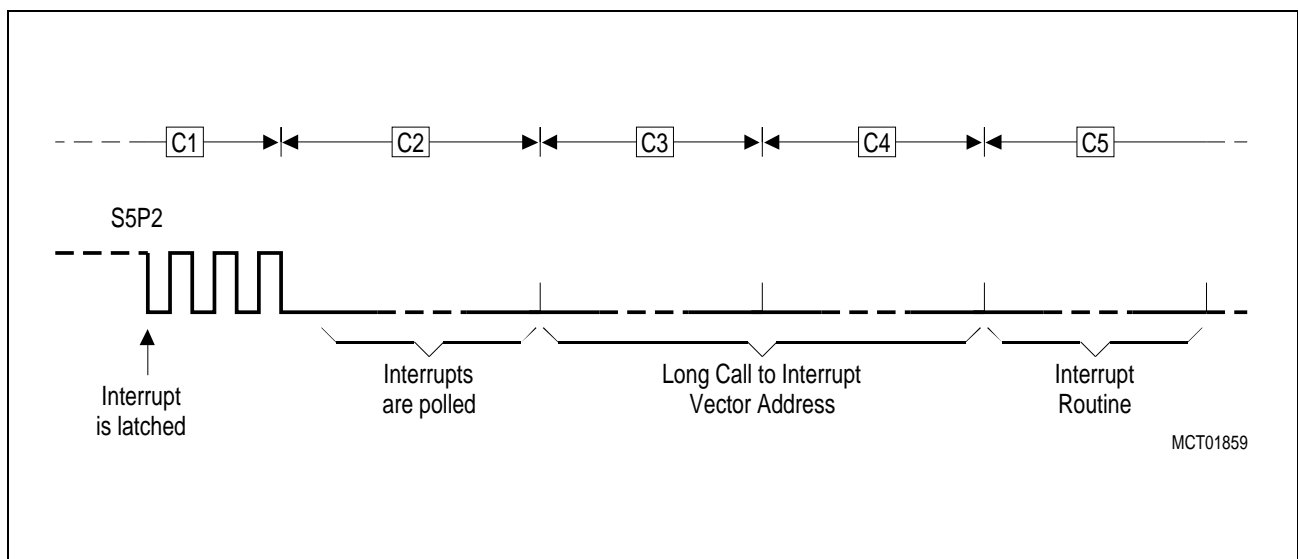 C1 C2 C3 C4 C5
S5P2
Interrupt
is latched
Interrupts
are polled
Long Call to Interrupt
Vector Address
Interrupt
Routine
MCT01859